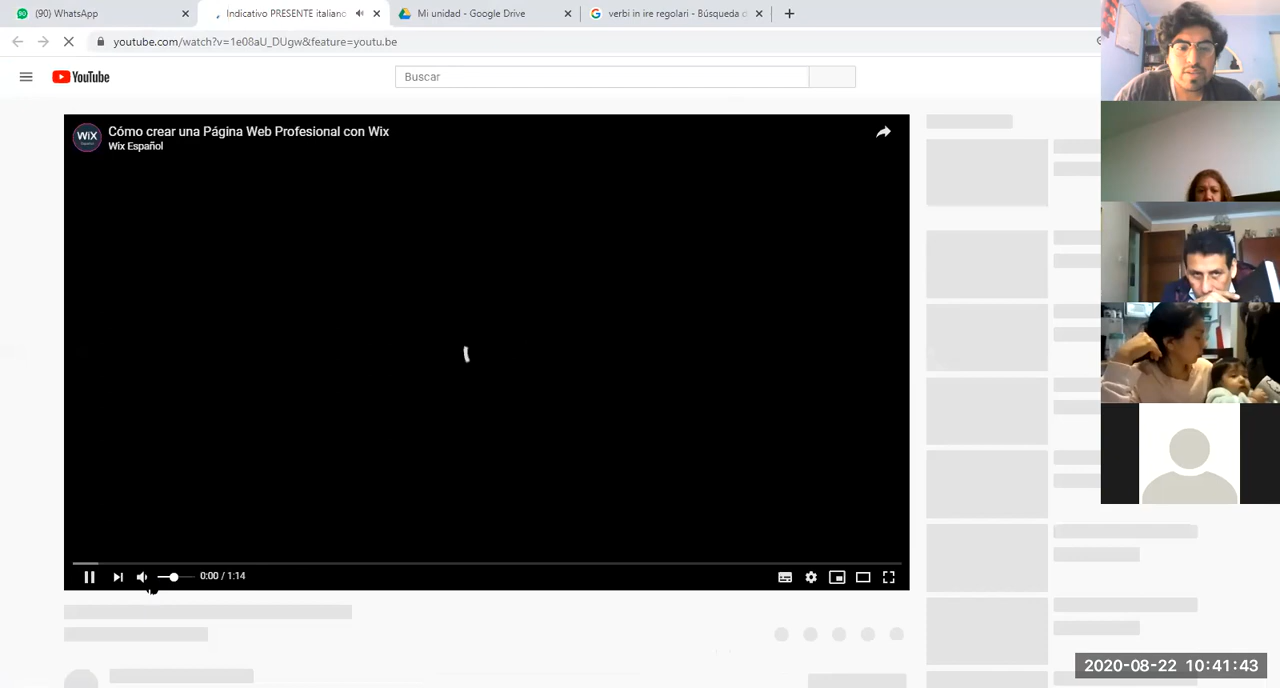 (90) WhatsApp
Indicativo PRESENTE italiano
Mi unidad - Google Drive
verbi in ire regolari - Búsqueda d
youtube.com/watch?v=1e08aU_DUgw&feature=youtu.be
YouTube
Buscar
WiX
Cómo crear una Página Web Profesional con Wix
Wix Español
0:00 / 1:14
2020-08-22 10:41:43